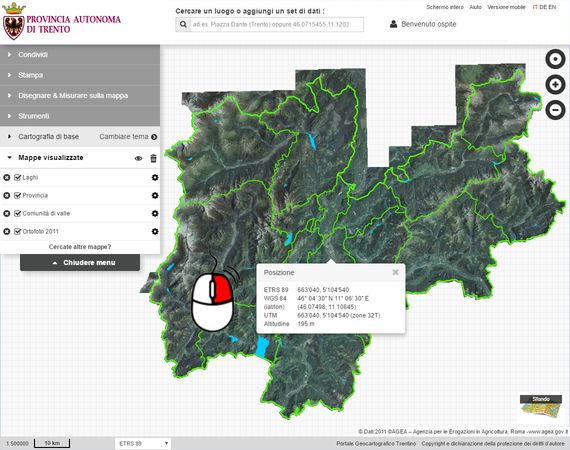 PROVINCIA AUTONOMA
DI TRENTO
Cercare un luogo o aggiungi un set di dati :
ad es. Piazza Dante (Trento) oppure 46.0715455,11.1203
Schermo intero Aiuto Versione mobile IT DE EN
Benvenuto ospite
Condividi
Stampa
Disegnare & Misurare sulla mappa
Strumenti
Cartografia di base Cambiare tema
Mappe visualizzate
Laghi
Provincia
Comunità di valle
Ortofoto 2011
Cercate altre mappe?
Chiudere menu
Posizione
ETRS 89 663'040, 5'104'540
WGS 84 46° 04' 30" N 11° 06' 30" E
(lat/lon) (46.07498, 11.10845)
UTM 663'040, 5'104'540 (zone 32T)
Altitudine 195 m
Sfondo
© Dati:2011 ©AGEA – Agenzia per le Erogazioni in Agricoltura, Roma -www.agea.gov.it
1:500000 10 km ETRS 89 Portale Geocartografico Trentino Copyright e dichiarazione della protezione dei diritti d'autore